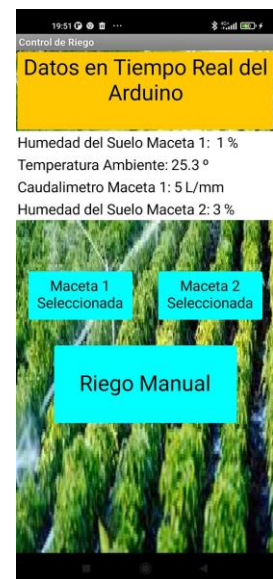 19:51
Control de Riego
Datos en Tiempo Real del
Arduino
Humedad del Suelo Maceta 1: 1 %
Temperatura Ambiente: 25.3 º
Caudalimetro Maceta 1: 5 L/mm
Humedad del Suelo Maceta 2: 3 %
Maceta 1
Seleccionada
Maceta 2
Seleccionada
Riego Manual